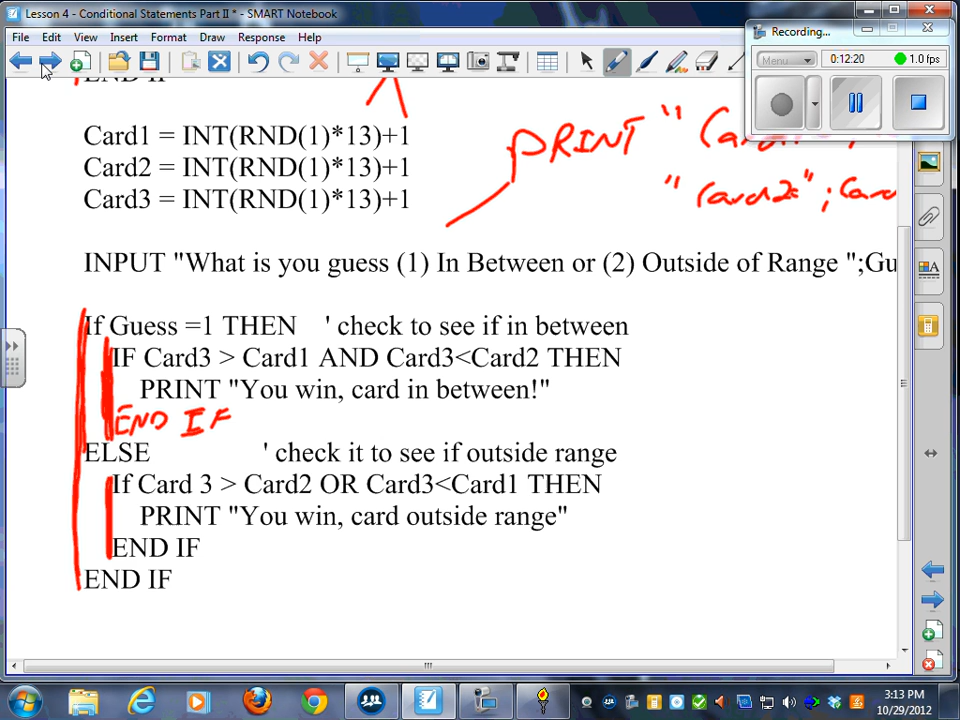 Lesson 4 - Conditional Statements Part II * - SMART Notebook
File Edit View Insert Format Draw Response Help
Recording...
Menu 0:12:20 1.0 fps
END IF
Card1 = INT(RND(1)*13)+1
Card2 = INT(RND(1)*13)+1
Card3 = INT(RND(1)*13)+1
PRINT "
"Card2="; Card
INPUT "What is you guess (1) In Between or (2) Outside of Range ";Gu
If Guess =1 THEN ' check to see if in between
IF Card3 > Card1 AND Card3<Card2 THEN
PRINT "You win, card in between!"
END IF
ELSE ' check it to see if outside range
If Card 3 > Card2 OR Card3<Card1 THEN
PRINT "You win, card outside range"
END IF
END IF
3:13 PM
10/29/2012